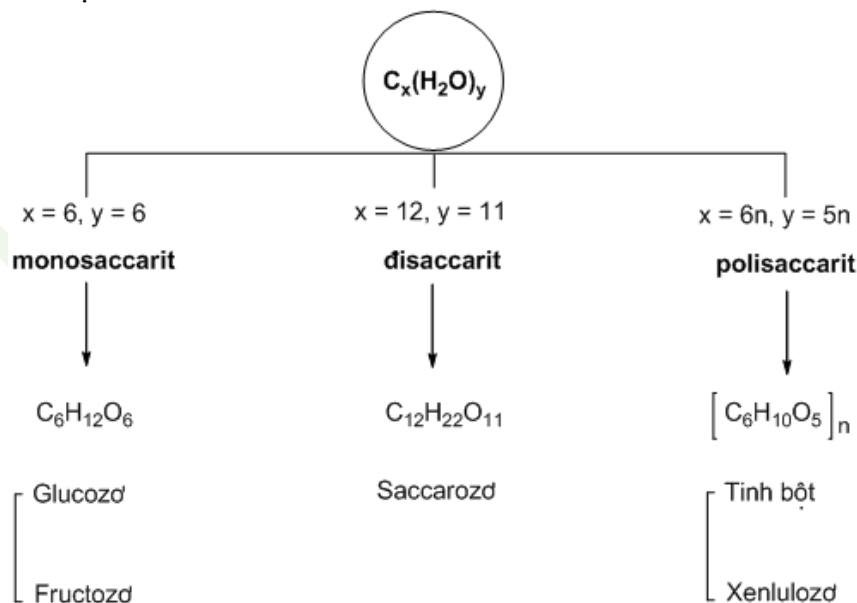 Cₓ(H₂O)ᵧ
x = 6, y = 6
x = 12, y = 11
x = 6n, y = 5n
monosaccarit
đisaccarit
polisaccarit
C₆H₁₂O₆
C₁₂H₂₂O₁₁
[C₆H₁₀O₅]ₙ
Glucozơ
Saccarozơ
Tinh bột
Fructozơ
Xenlulozơ